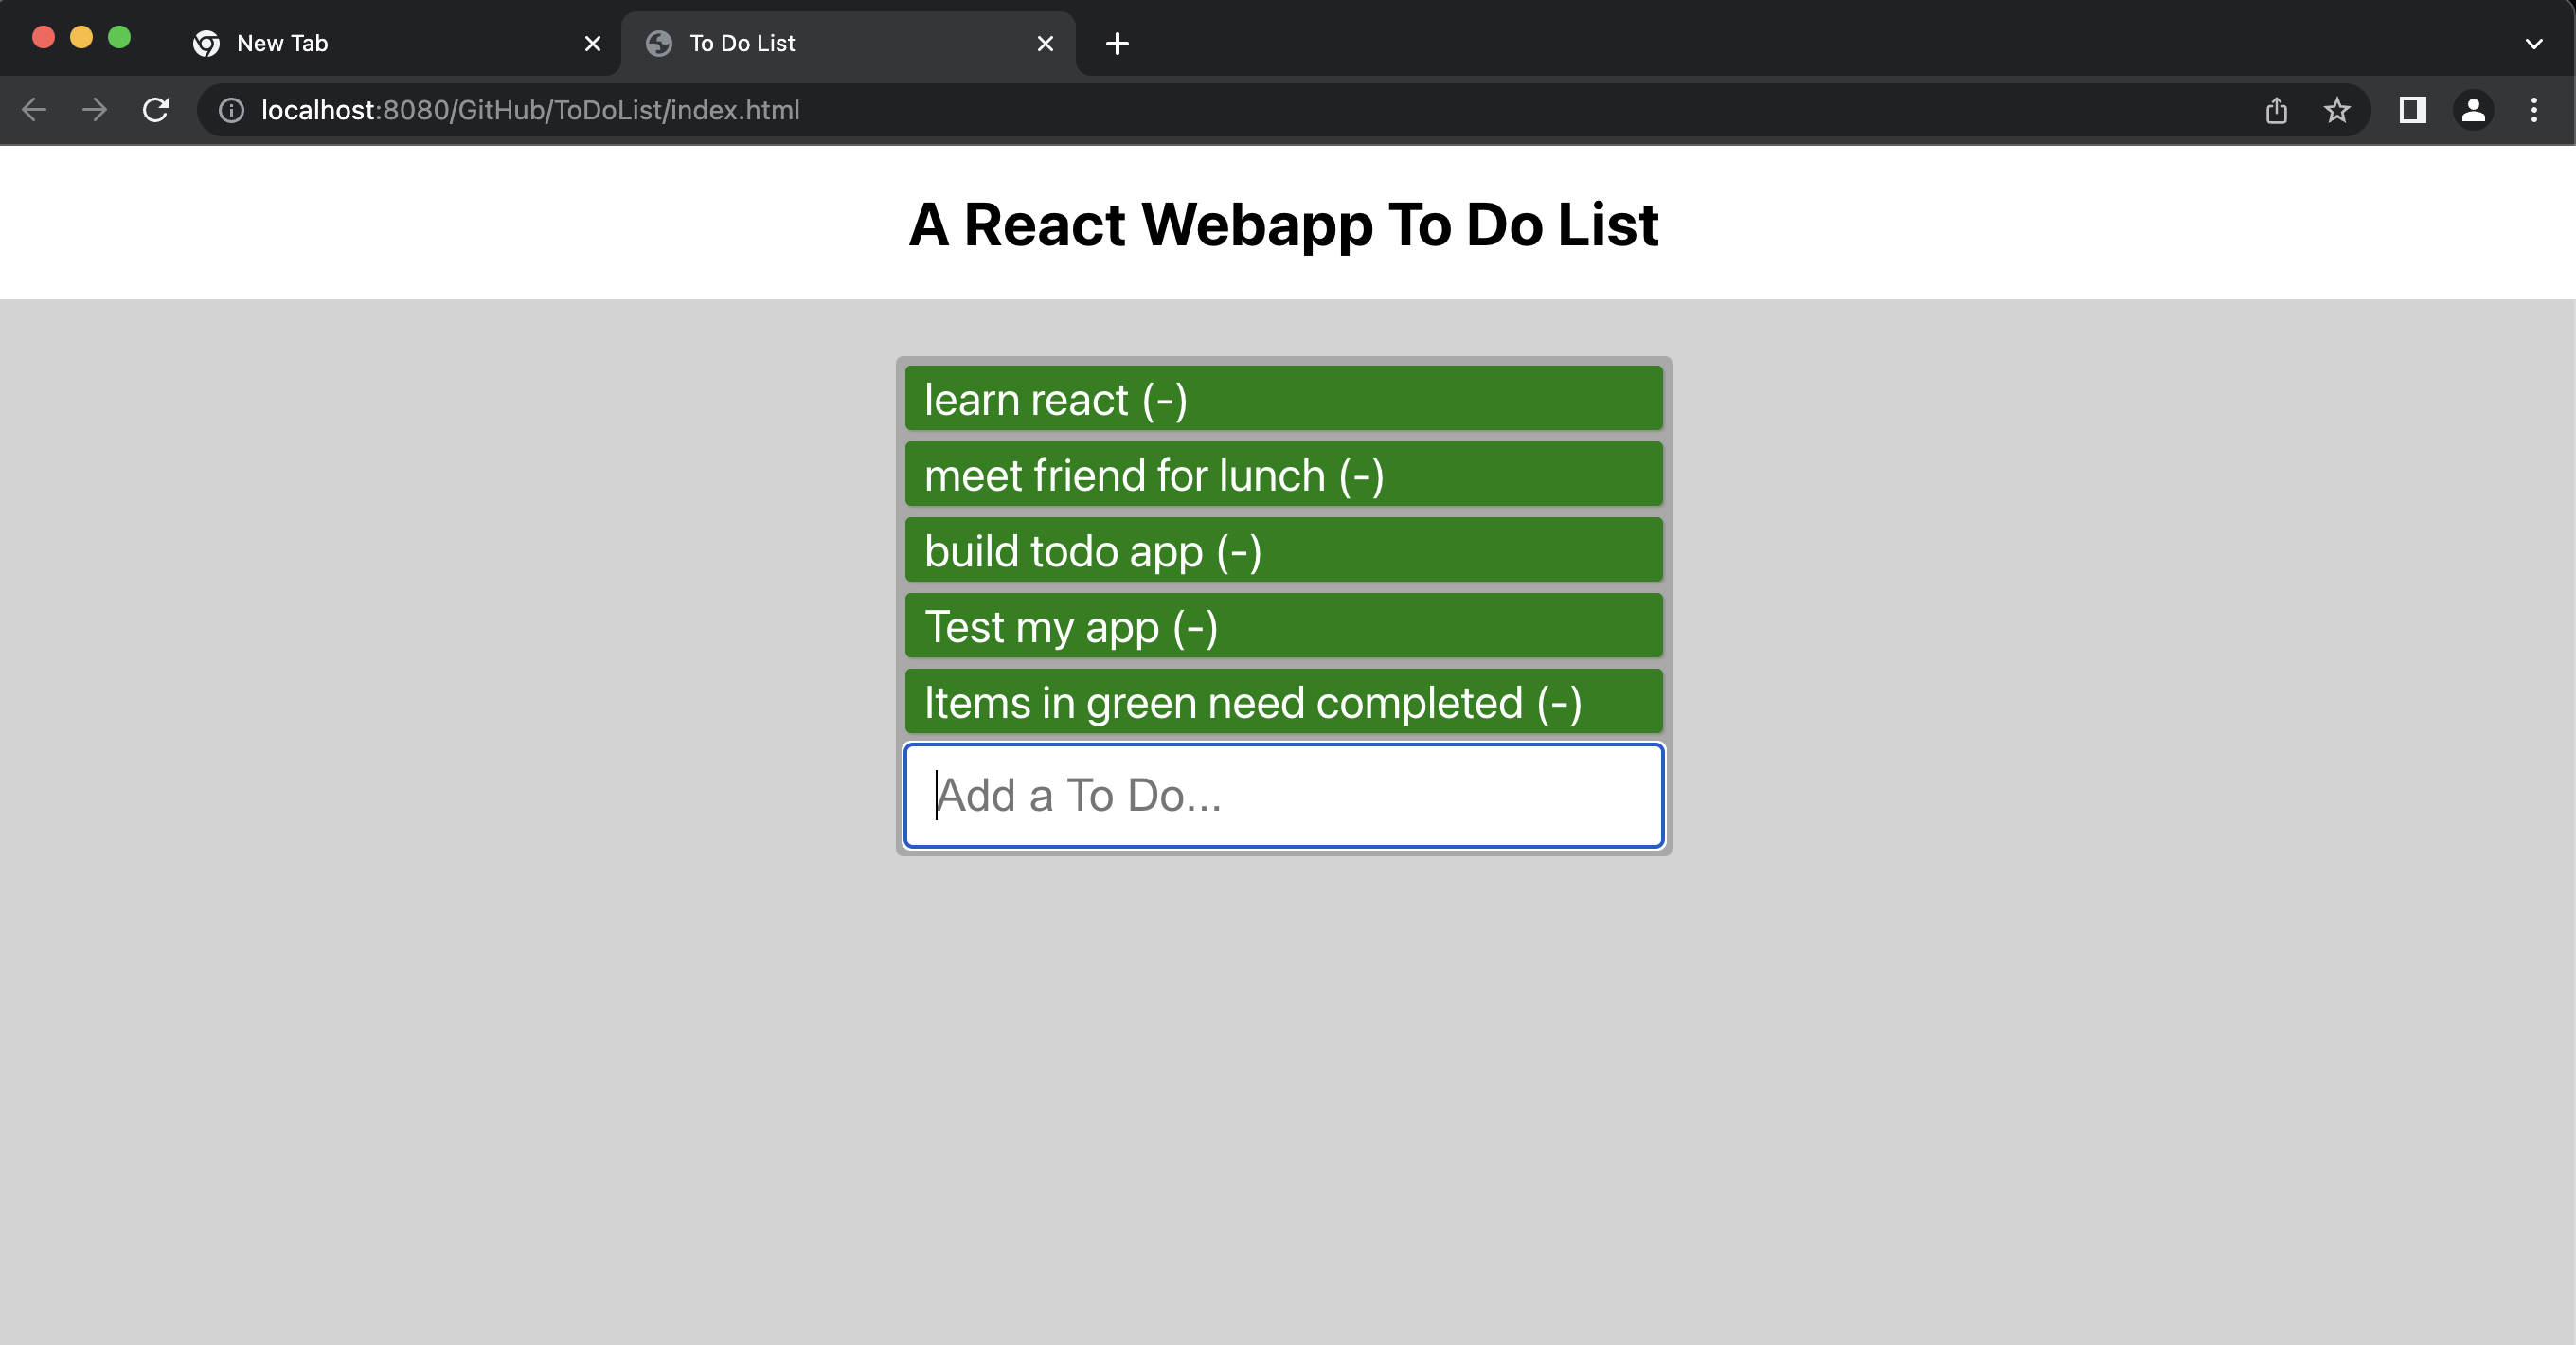 New Tab
To Do List
localhost:8080/GitHub/ToDoList/index.html
A React Webapp To Do List
learn react (-)
meet friend for lunch (-)
build todo app (-)
Test my app (-)
Items in green need completed (-)
Add a To Do...